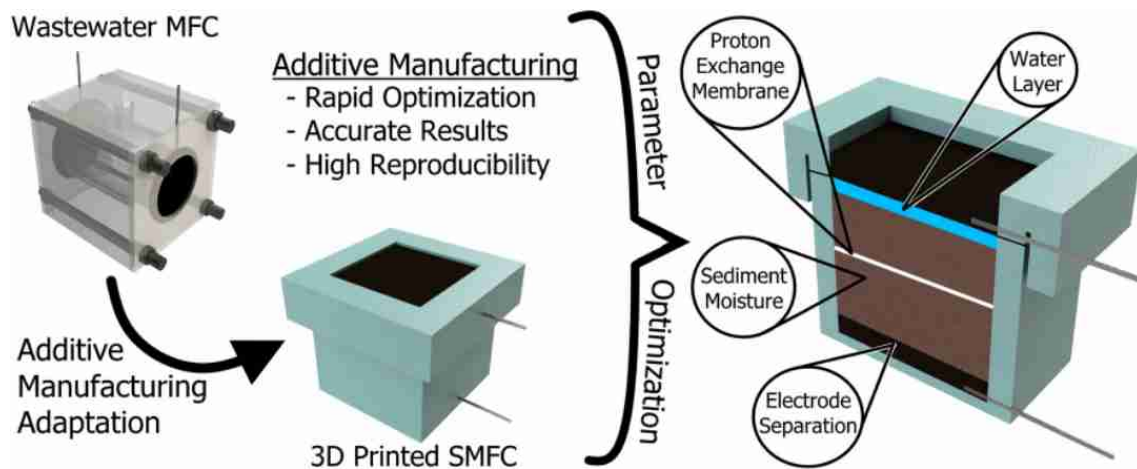 Wastewater MFC
Additive Manufacturing
- Rapid Optimization
- Accurate Results
- High Reproducibility
Additive
Manufacturing
Adaptation
3D Printed SMFC
Parameter
Optimization
Proton
Exchange
Membrane
Water
Layer
Sediment
Moisture
Electrode
Separation